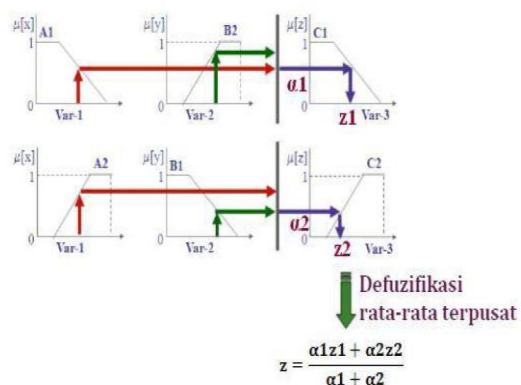 μ[x] A1 μ[y] B2 μ[z] C1
1 1 1
α1
0 0 0
Var-1 Var-2 z1 Var-3
μ[x] A2 μ[y] B1 μ[z] C2
1 1 1
α2
0 0 0
Var-1 Var-2 z2 Var-3
Defuzifikasi
rata-rata terpusat
z = α1z1 + α2z2
α1 + α2